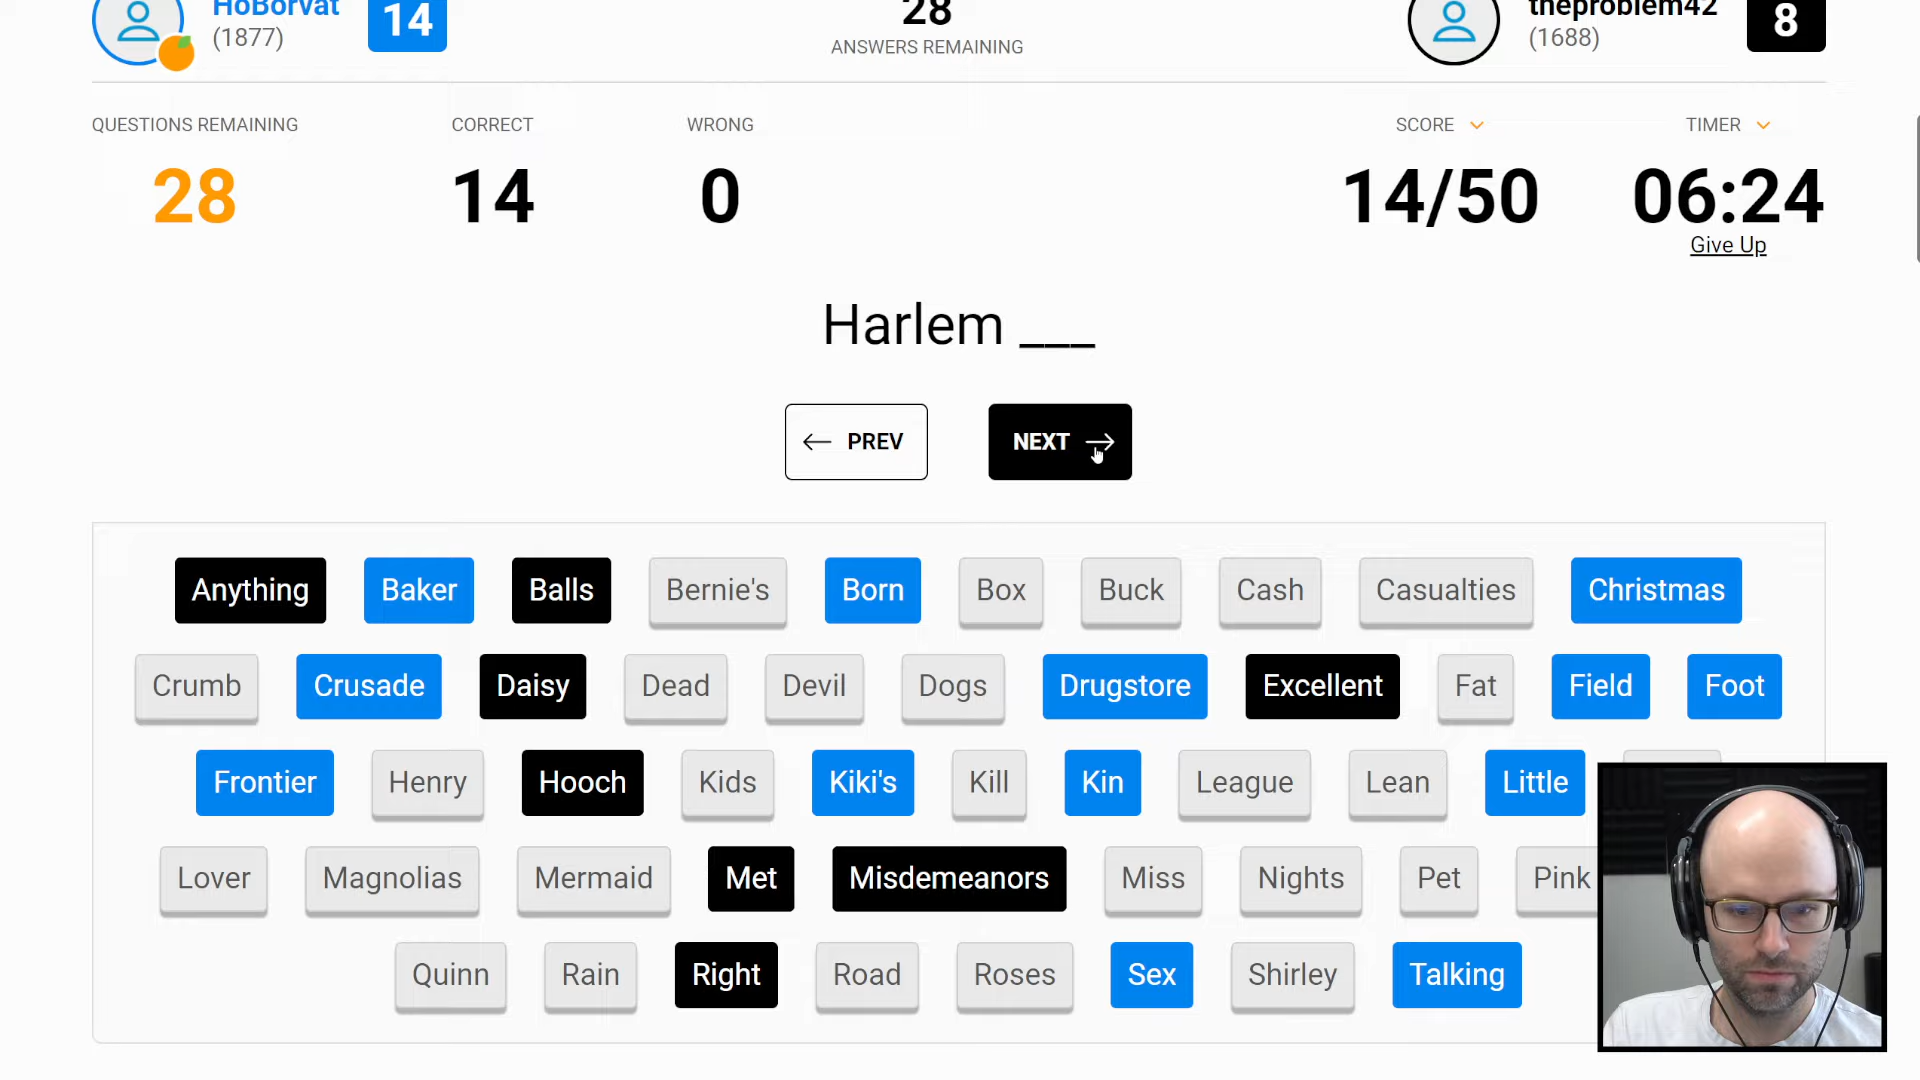 HoBorvat
(1877)
14
28
ANSWERS REMAINING
theproblem42
(1688)
8
QUESTIONS REMAINING
CORRECT
WRONG
SCORE
TIMER
28
14
0
14/50
06:24
Give Up
Harlem ___
← PREV
NEXT →
Anything Baker Balls Bernie's Born Box Buck Cash Casualties Christmas
Crumb Crusade Daisy Dead Devil Dogs Drugstore Excellent Fat Field Foot
Frontier Henry Hooch Kids Kiki's Kill Kin League Lean Little
Lover Magnolias Mermaid Met Misdemeanors Miss Nights Pet Pink
Quinn Rain Right Road Roses Sex Shirley Talking